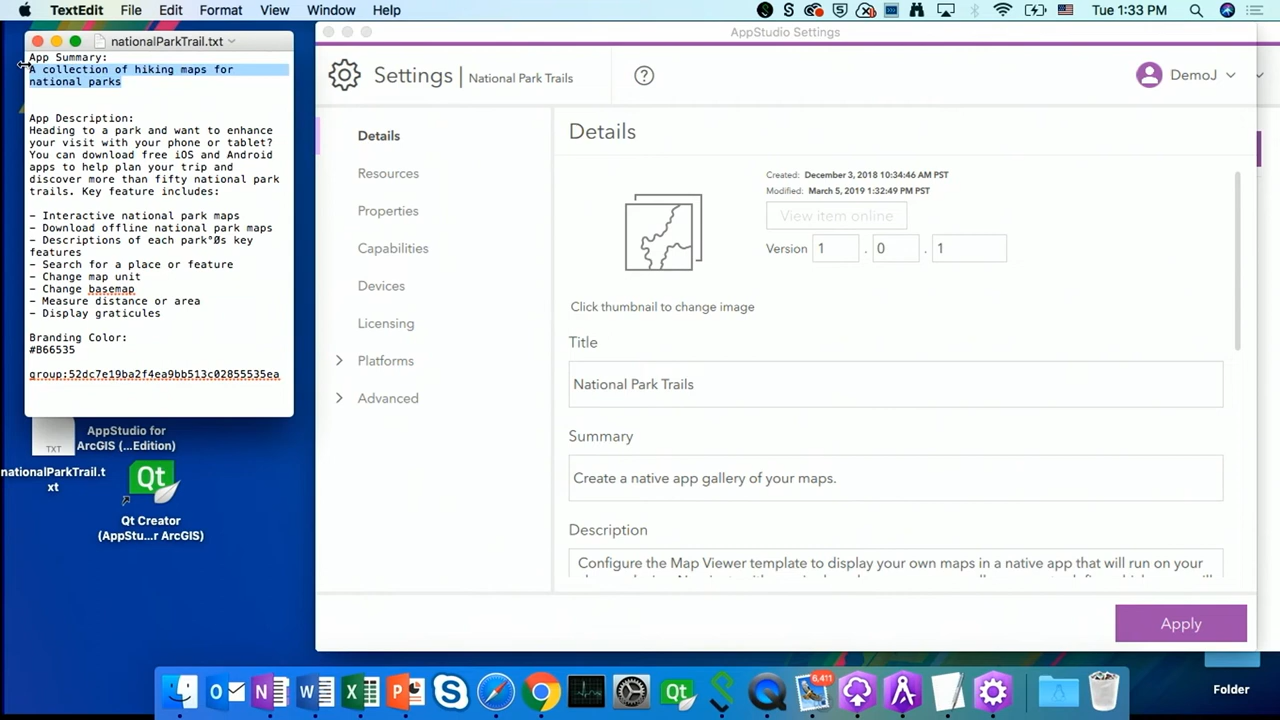 TextEdit File Edit Format View Window Help
Tue 1:33 PM
nationalParkTrail.txt
App Summary:
A collection of hiking maps for
national parks
App Description:
Heading to a park and want to enhance
your visit with your phone or tablet?
You can download free iOS and Android
apps to help plan your trip and
discover more than fifty national park
trails. Key feature includes:
- Interactive national park maps
- Download offline national park maps
- Descriptions of each park°Øs key
features
- Search for a place or feature
- Change map unit
- Change basemap
- Measure distance or area
- Display graticules
Branding Color:
#B66535
group:52dc7e19ba2f4ea9bb513c02855535ea
AppStudio for
ArcGIS (...Edition)
TXT
nationalParkTrail.t
xt
Qt
Qt Creator
(AppStu...r ArcGIS)
AppStudio Settings
Settings | National Park Trails
?
DemoJ
Details
Resources
Properties
Capabilities
Devices
Licensing
Platforms
Advanced
Details
Created: December 3, 2018 10:34:46 AM PST
Modified: March 5, 2019 1:32:49 PM PST
View item online
Version 1 . 0 . 1
Click thumbnail to change image
Title
National Park Trails
Summary
Create a native app gallery of your maps.
Description
Configure the Map Viewer template to display your own maps in a native app that will run on your
Apply
Folder
6,411